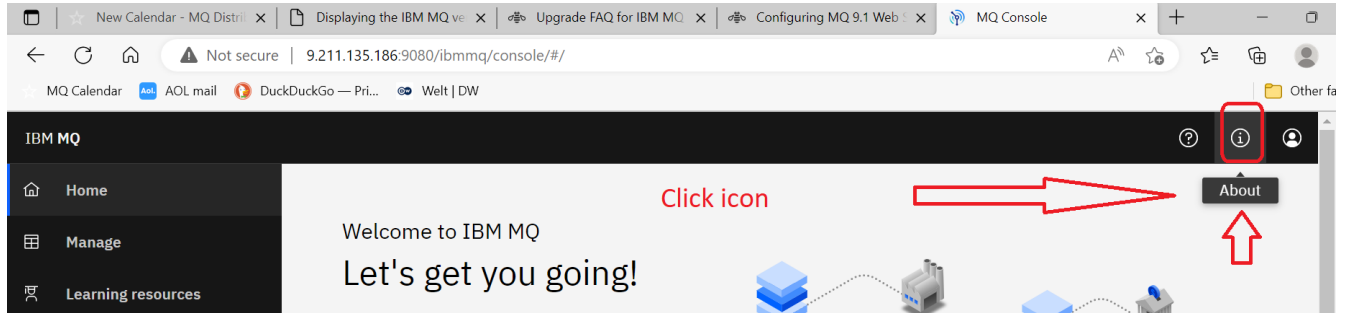 New Calendar - MQ Distri
Displaying the IBM MQ ve
Upgrade FAQ for IBM MQ
Configuring MQ 9.1 Web S
MQ Console
Not secure | 9.211.135.186:9080/ibmmq/console/#/
MQ Calendar
AOL mail
DuckDuckGo — Pri...
Welt | DW
Other fa
IBM MQ
Home
Click icon
About
Manage
Welcome to IBM MQ
Let's get you going!
Learning resources